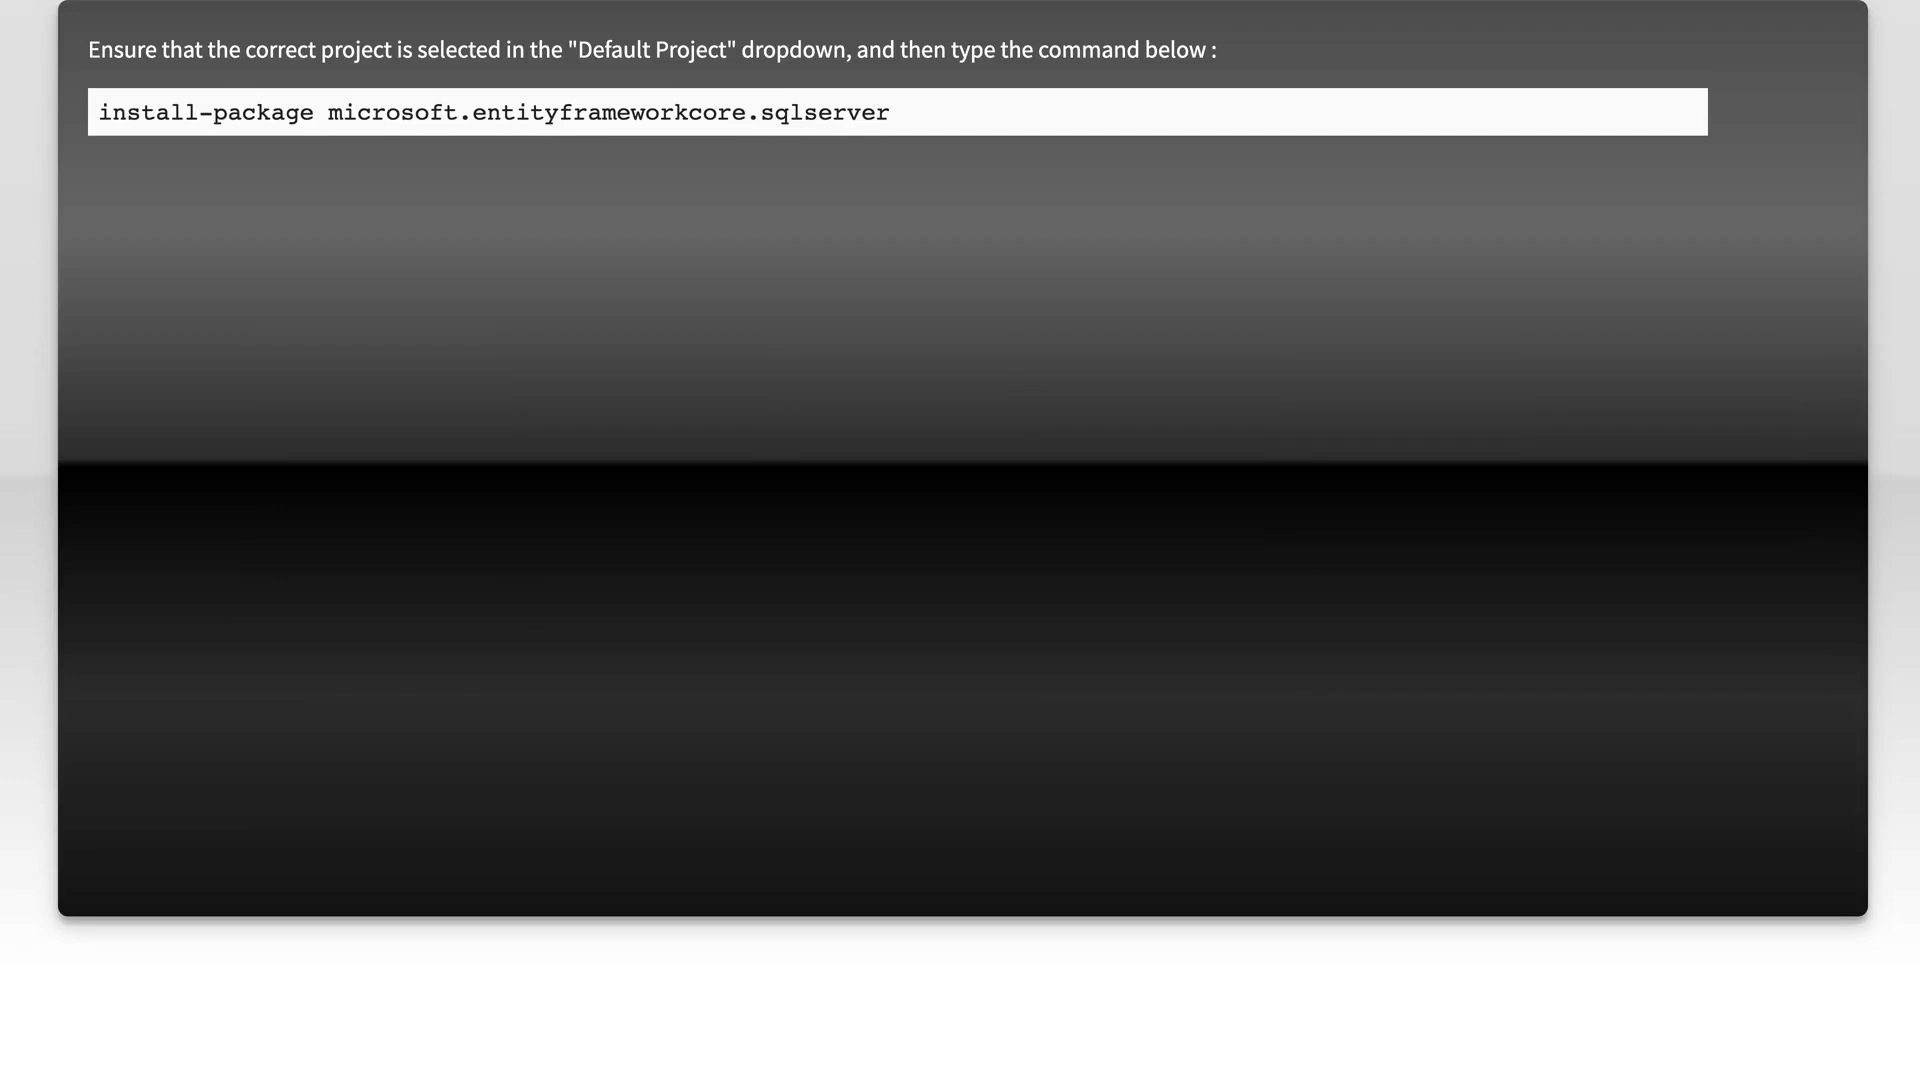 Ensure that the correct project is selected in the "Default Project" dropdown, and then type the command below :
install-package microsoft.entityframeworkcore.sqlserver